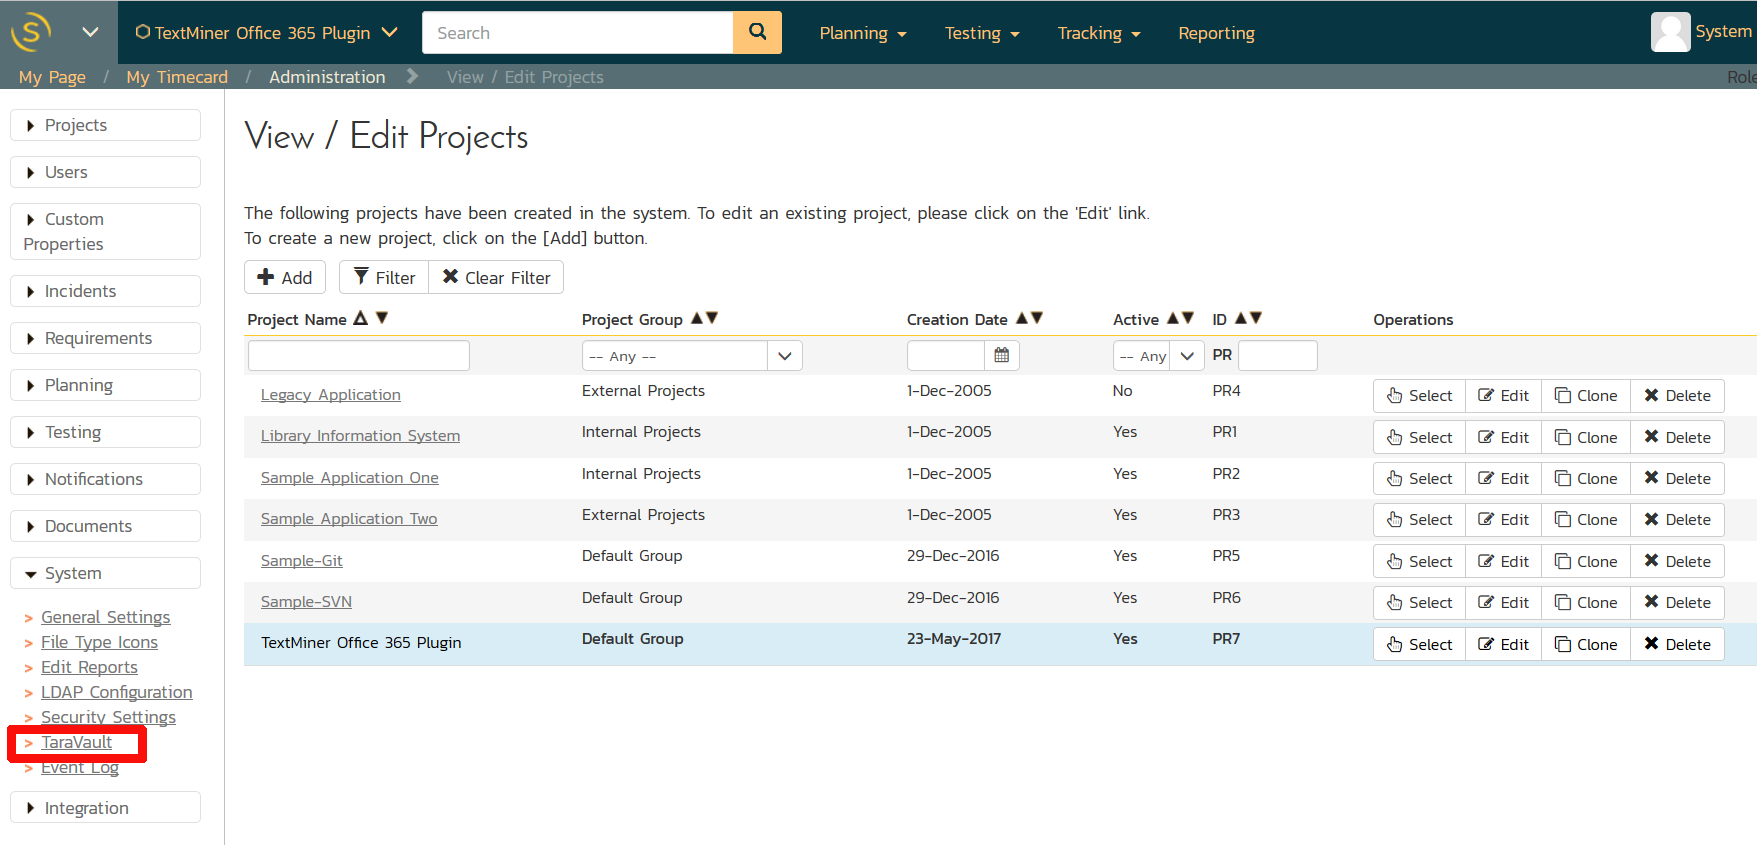 S
TextMiner Office 365 Plugin
Search
Planning
Testing
Tracking
Reporting
System
My Page / My Timecard / Administration View / Edit Projects
Role
Projects
Users
Custom
Properties
Incidents
Requirements
Planning
Testing
Notifications
Documents
System
> General Settings
> File Type Icons
> Edit Reports
> LDAP Configuration
> Security Settings
> TaraVault
> Event Log
Integration
View / Edit Projects
The following projects have been created in the system. To edit an existing project, please click on the 'Edit' link.
To create a new project, click on the [Add] button.
Add Filter Clear Filter
Project Name Project Group Creation Date Active ID Operations
-- Any -- -- Any PR
Legacy Application External Projects 1-Dec-2005 No PR4 Select Edit Clone Delete
Library Information System Internal Projects 1-Dec-2005 Yes PR1 Select Edit Clone Delete
Sample Application One Internal Projects 1-Dec-2005 Yes PR2 Select Edit Clone Delete
Sample Application Two External Projects 1-Dec-2005 Yes PR3 Select Edit Clone Delete
Sample-Git Default Group 29-Dec-2016 Yes PR5 Select Edit Clone Delete
Sample-SVN Default Group 29-Dec-2016 Yes PR6 Select Edit Clone Delete
TextMiner Office 365 Plugin Default Group 23-May-2017 Yes PR7 Select Edit Clone Delete